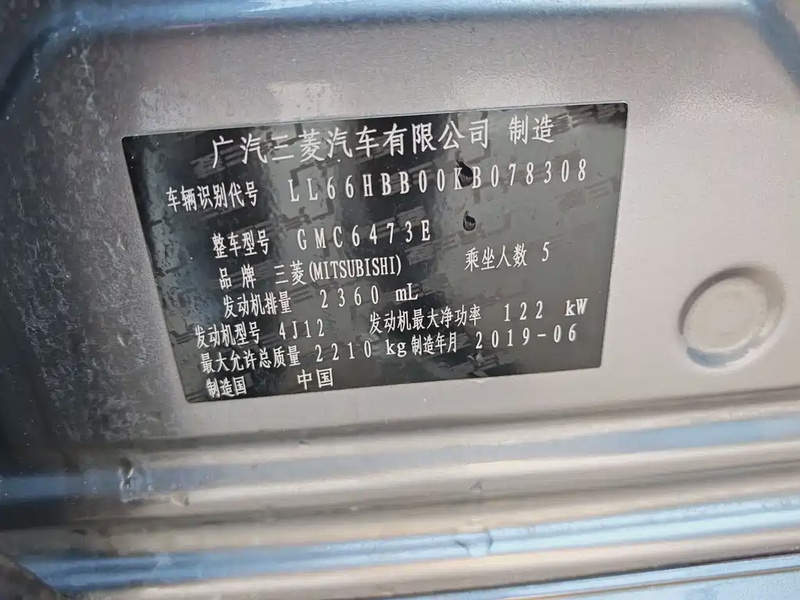 广汽三菱汽车有限公司 制造
车辆识别代号 LL66HBB00KB078308
整车型号 GMC6473E
品牌 三菱(MITSUBISHI) 乘坐人数 5
发动机排量 2360 mL
发动机型号 4J12 发动机最大净功率 122 kW
最大允许总质量 2210 kg 制造年月 2019-06
制造国 中国